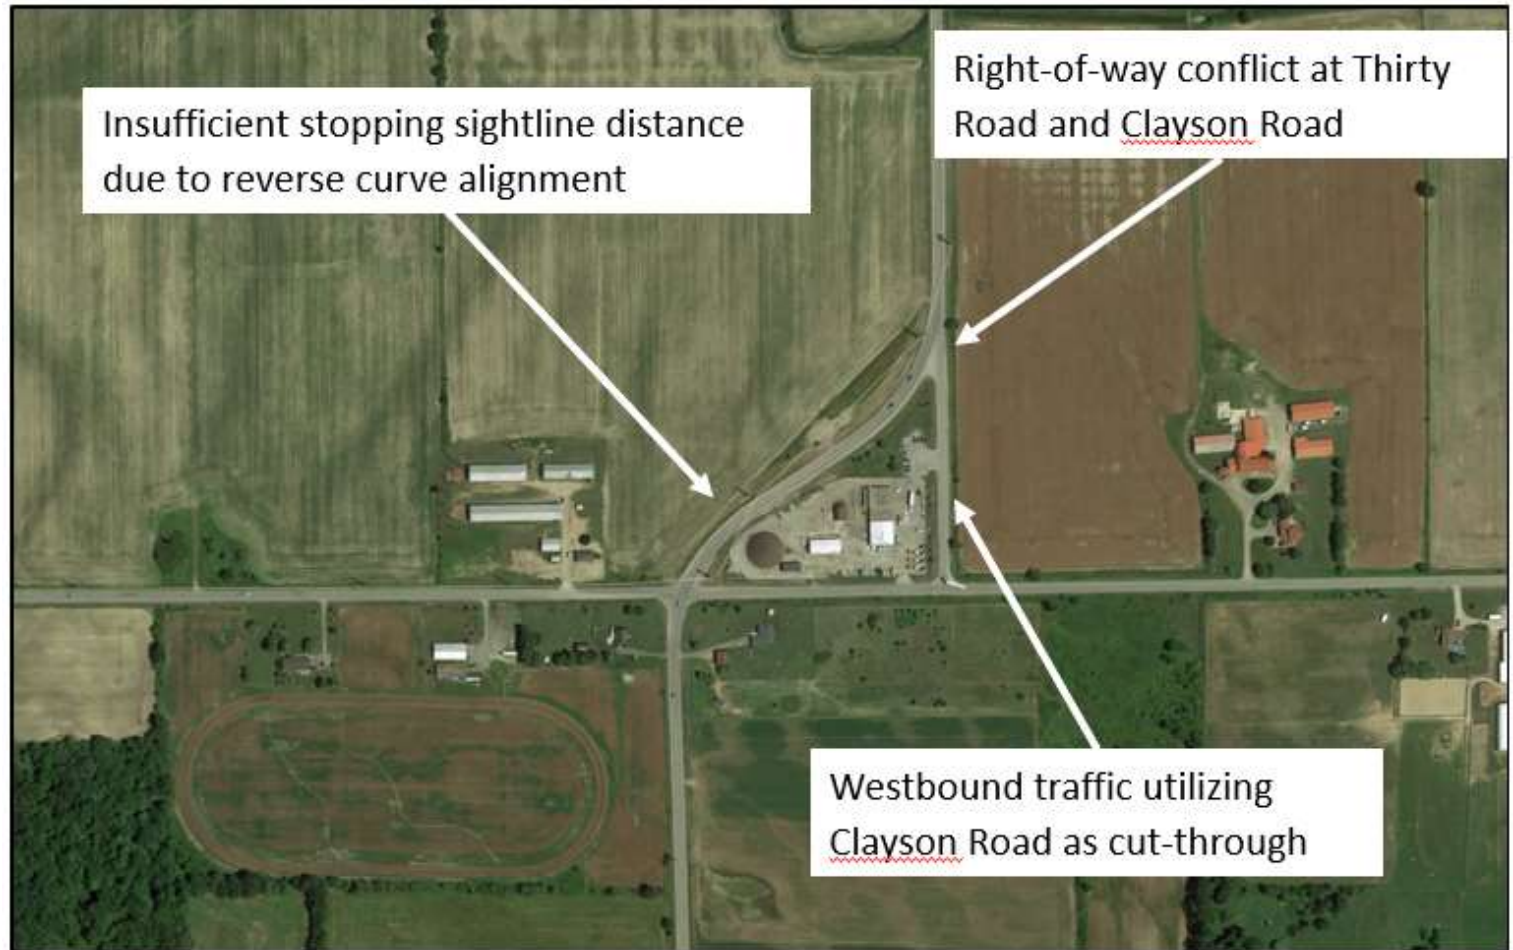 Insufficient stopping sightline distance
due to reverse curve alignment
Right-of-way conflict at Thirty
Road and Clayson Road
Westbound traffic utilizing
Clayson Road as cut-through